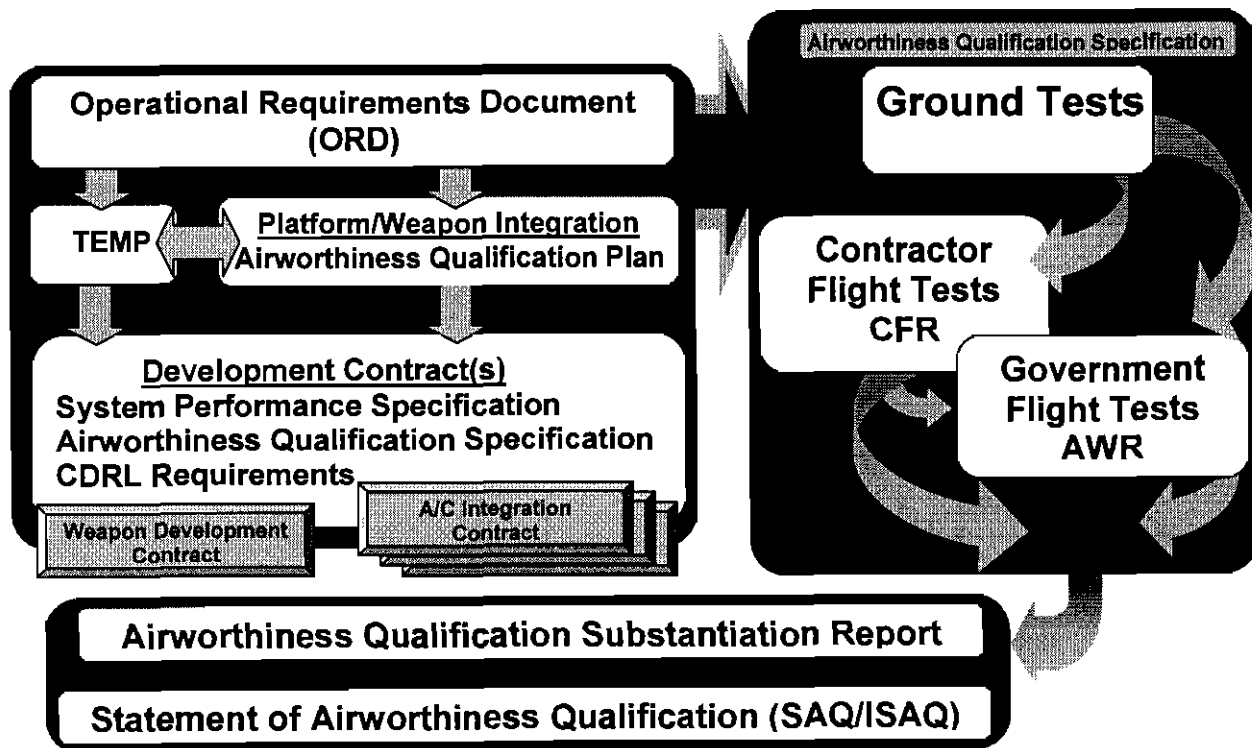 Operational Requirements Document
(ORD)
TEMP
Platform/Weapon Integration
Airworthiness Qualification Plan
Development Contract(s)
System Performance Specification
Airworthiness Qualification Specification
CDRL Requirements
Weapon Development
Contract
A/C Integration
Contract
Airworthiness Qualification Specification
Ground Tests
Contractor
Flight Tests
CFR
Government
Flight Tests
AWR
Airworthiness Qualification Substantiation Report
Statement of Airworthiness Qualification (SAQ/ISAQ)